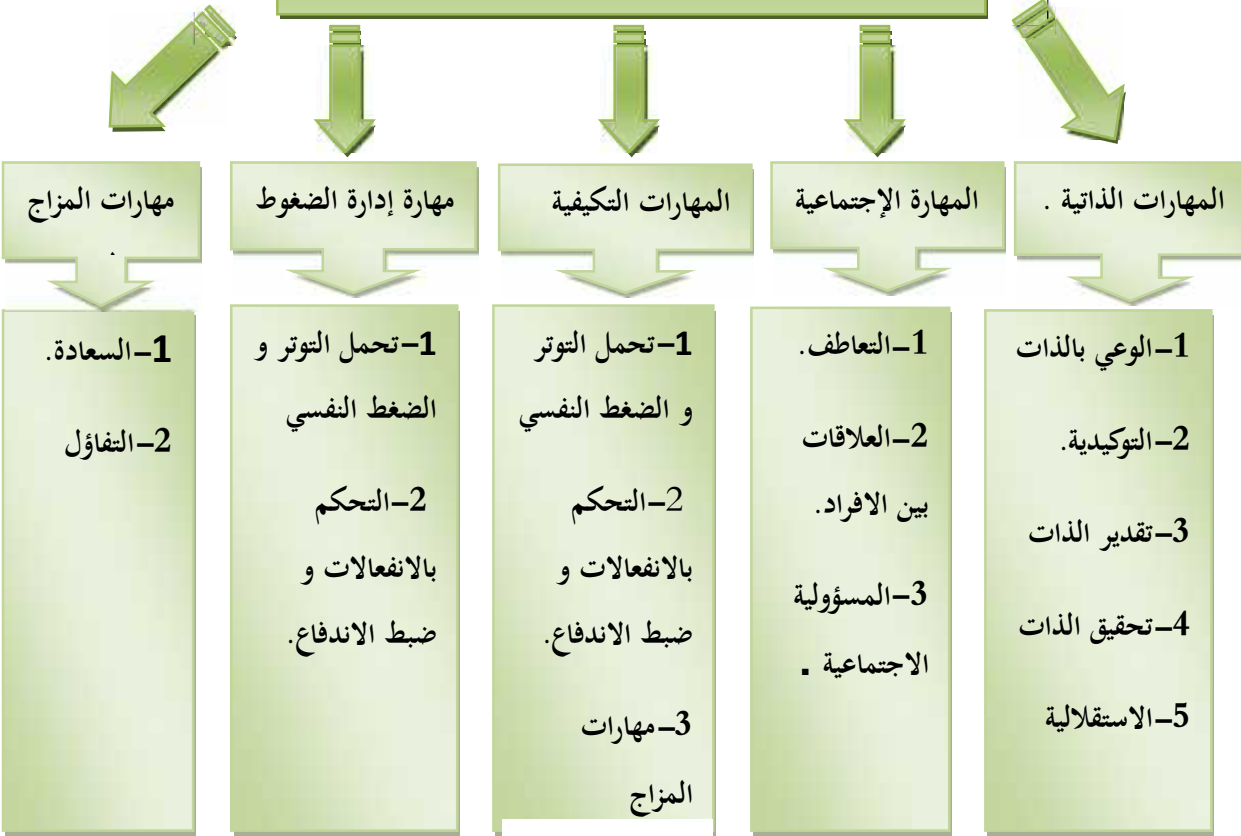 المهارات الذاتية .
المهارة الإجتماعية
المهارات التكيفية
مهارة إدارة الضغوط
مهارات المزاج
.
1–الوعي بالذات
2–التوكيدية.
3–تقدير الذات
4–تحقيق الذات
5–الاستقلالية
1–التعاطف.
2–العلاقات
بين الافراد.
3–المسؤولية
الاجتماعية .
1–تحمل التوتر
و الضغط النفسي
2–التحكم
بالانفعالات و
ضبط الاندفاع.
3–مهارات
المزاج
1–تحمل التوتر و
الضغط النفسي
2–التحكم
بالانفعالات و
ضبط الاندفاع.
1–السعادة.
2–التفاؤل